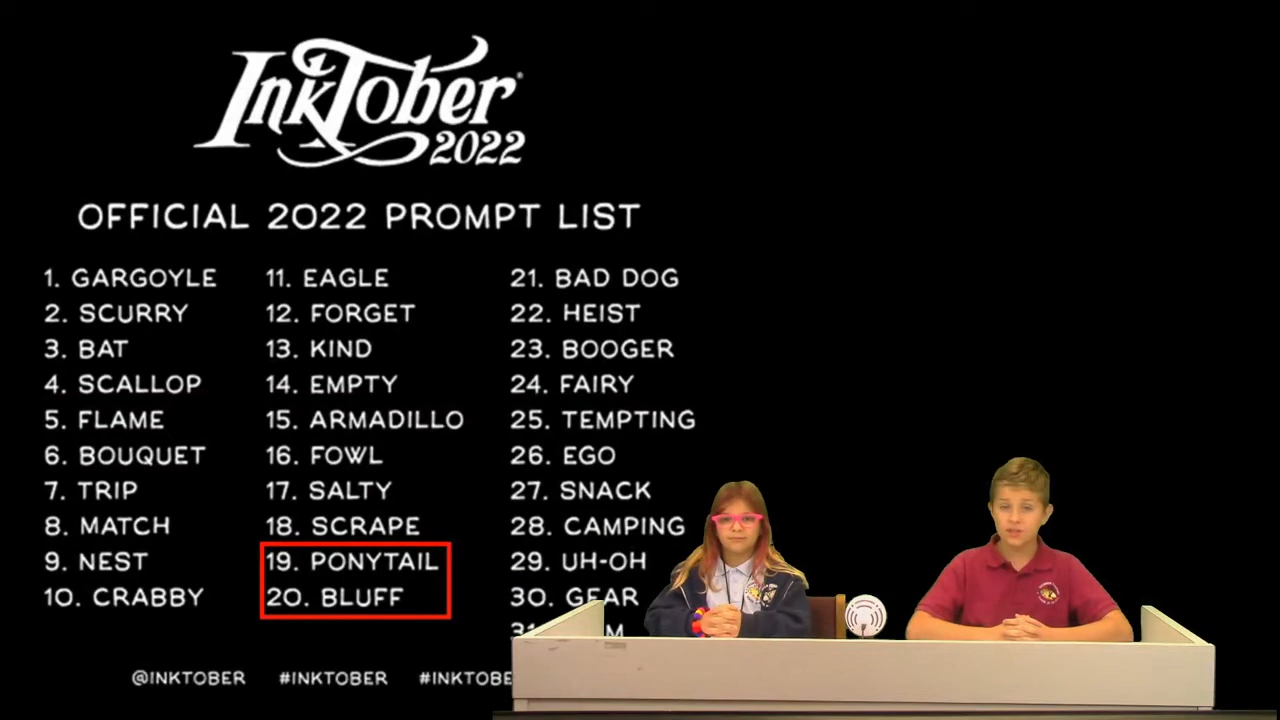 InkTober
2022
OFFICIAL 2022 PROMPT LIST
1. GARGOYLE
2. SCURRY
3. BAT
4. SCALLOP
5. FLAME
6. BOUQUET
7. TRIP
8. MATCH
9. NEST
10. CRABBY
11. EAGLE
12. FORGET
13. KIND
14. EMPTY
15. ARMADILLO
16. FOWL
17. SALTY
18. SCRAPE
19. PONYTAIL
20. BLUFF
21. BAD DOG
22. HEIST
23. BOOGER
24. FAIRY
25. TEMPTING
26. EGO
27. SNACK
28. CAMPING
29. UH-OH
30. GEAR
@INKTOBER #INKTOBER #INKTOBE